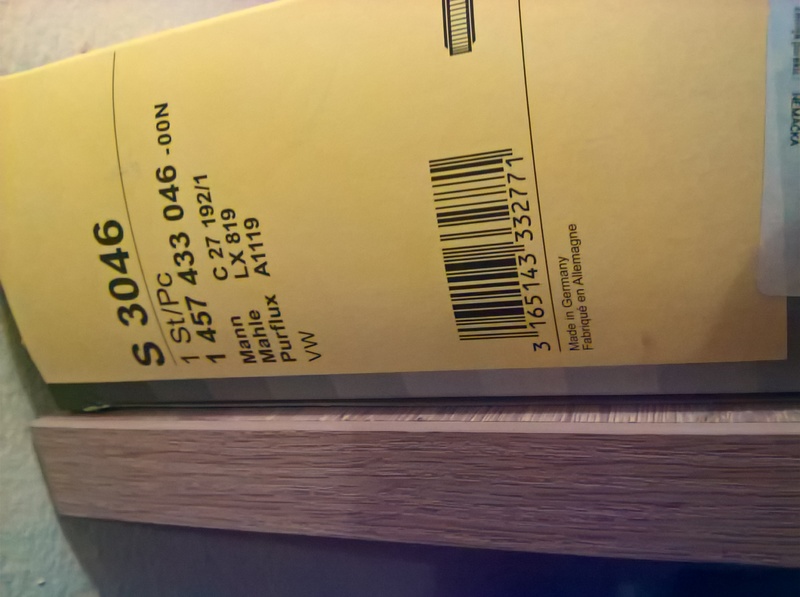 S 3046
1 St/Pc
1 457 433 046 -00N
Mann C 27 192/1
Mahle LX 819
Purflux A1119
VW
3 165143 332771
Made in Germany
Fabriqué en Allemagne
NEMAČKA